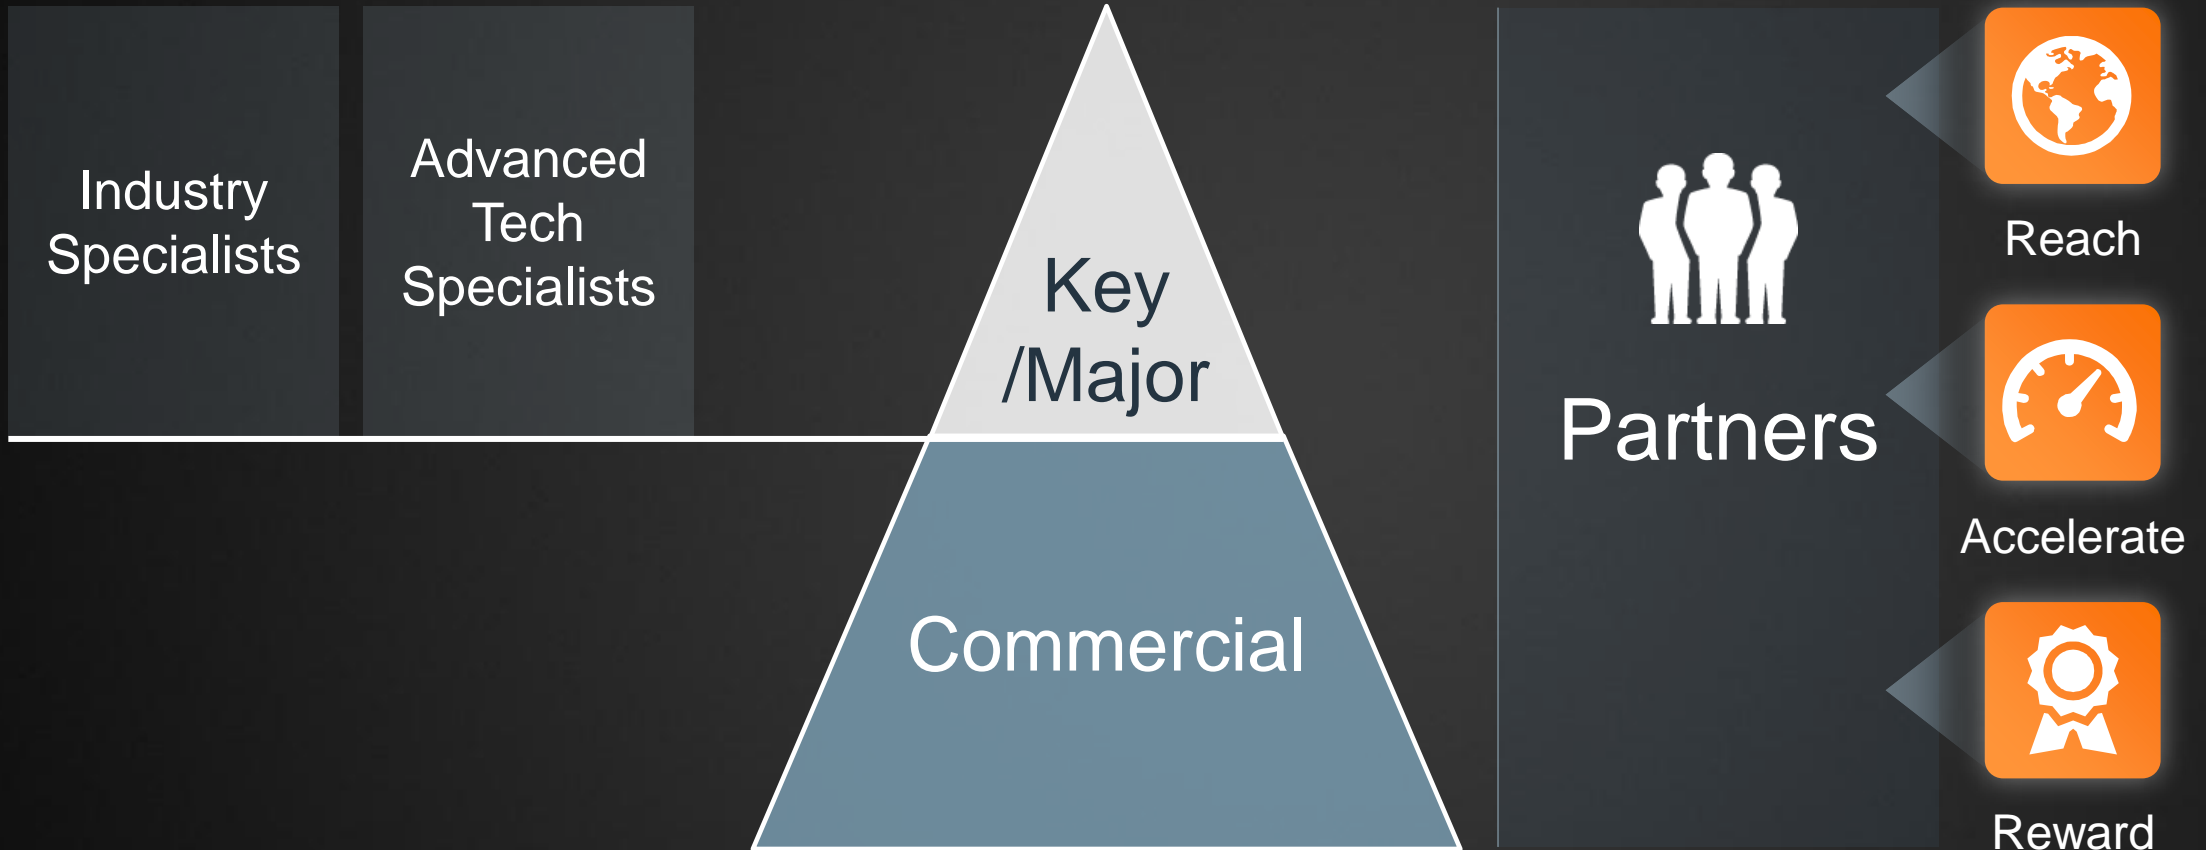 Industry
Specialists
Advanced
Tech
Specialists
Key
/Major
Commercial
Partners
Reach
Accelerate
Reward